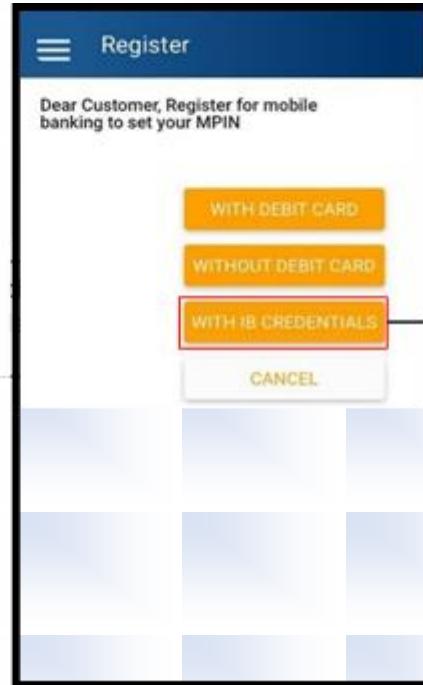 Register
Dear Customer, Register for mobile
banking to set your MPIN
WITH DEBIT CARD
WITHOUT DEBIT CARD
WITH IB CREDENTIALS
CANCEL